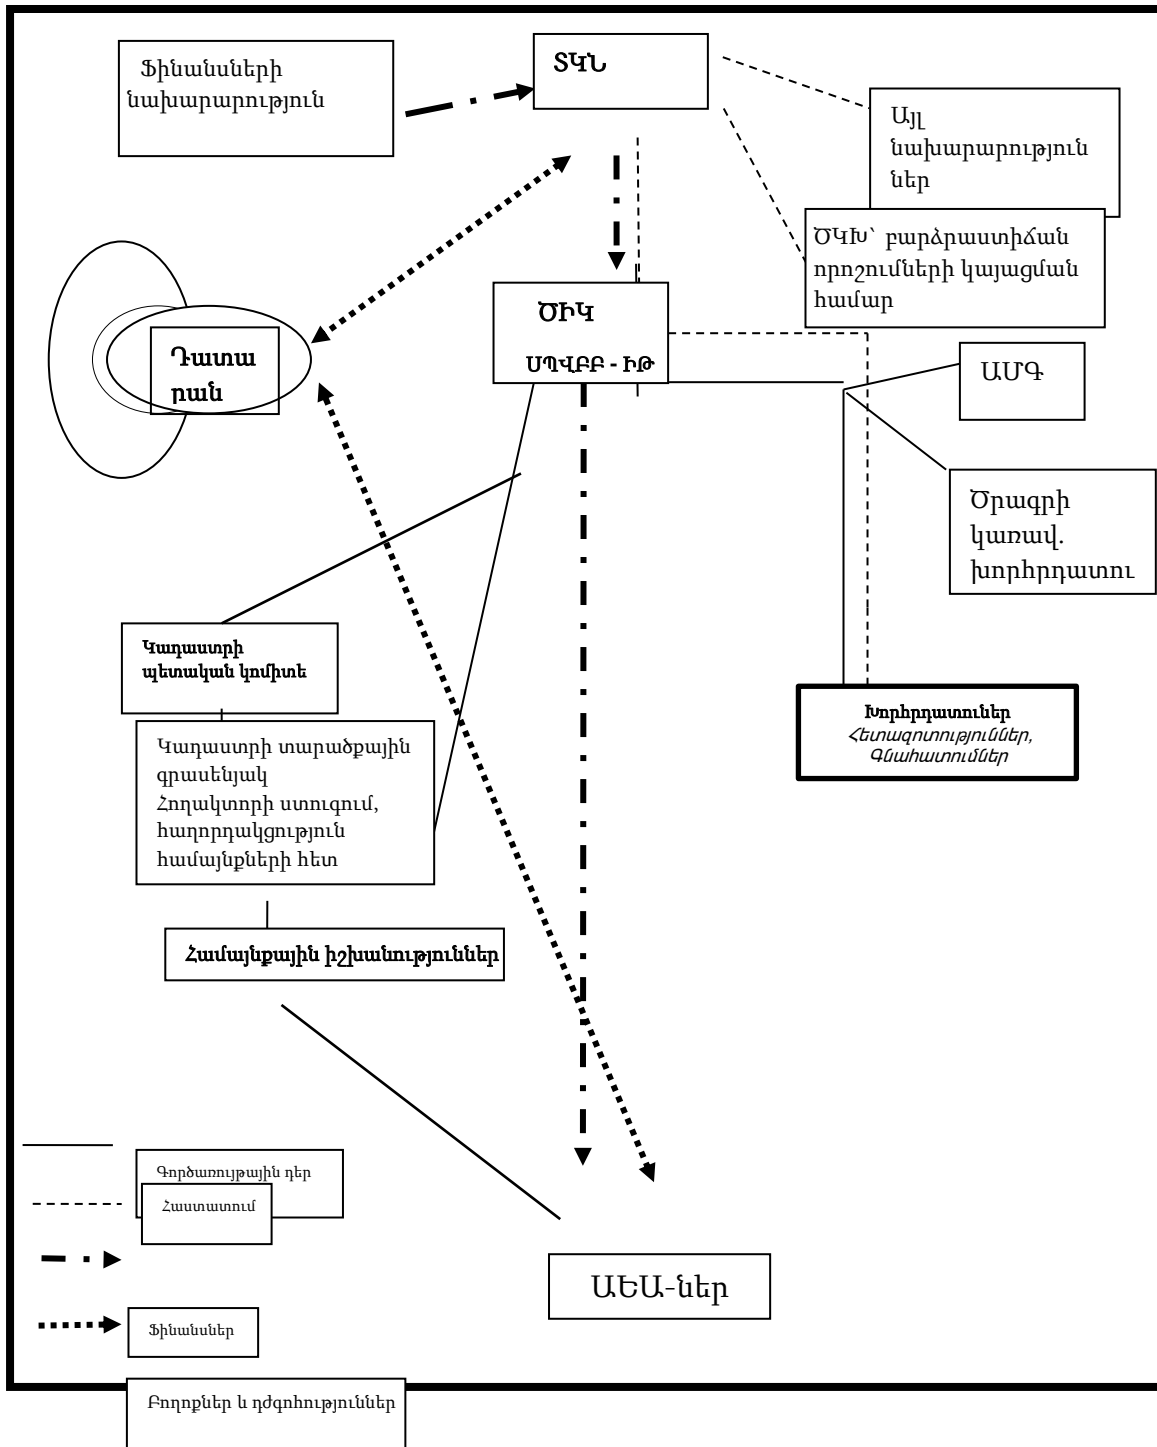 Ֆինանսների
նախարարություն
ՏԿՆ
Այլ
նախարարություն
ներ
ԾԿԽ՝ բարձրաստիճան
որոշումների կայացման
համար
ԾԻԿ
ՍՊՎԲԲ - ԻԹ
Դատա
րան
ԱՄԳ
Ծրագրի
կառավ.
խորհրդատու
Կադաստրի
պետական կոմիտե
Կադաստրի տարածքային
գրասենյակ
Հողակտորի ստուգում,
հաղորդակցություն
համայնքների հետ
Խորհրդատուներ
Հետազոտություններ,
Գնահատումներ
Համայնքային իշխանություններ
Գործառույթային դեր
Հաստատում
ԱԵԱ-ներ
Ֆինանսներ
Բողոքներ և դժգոհություններ